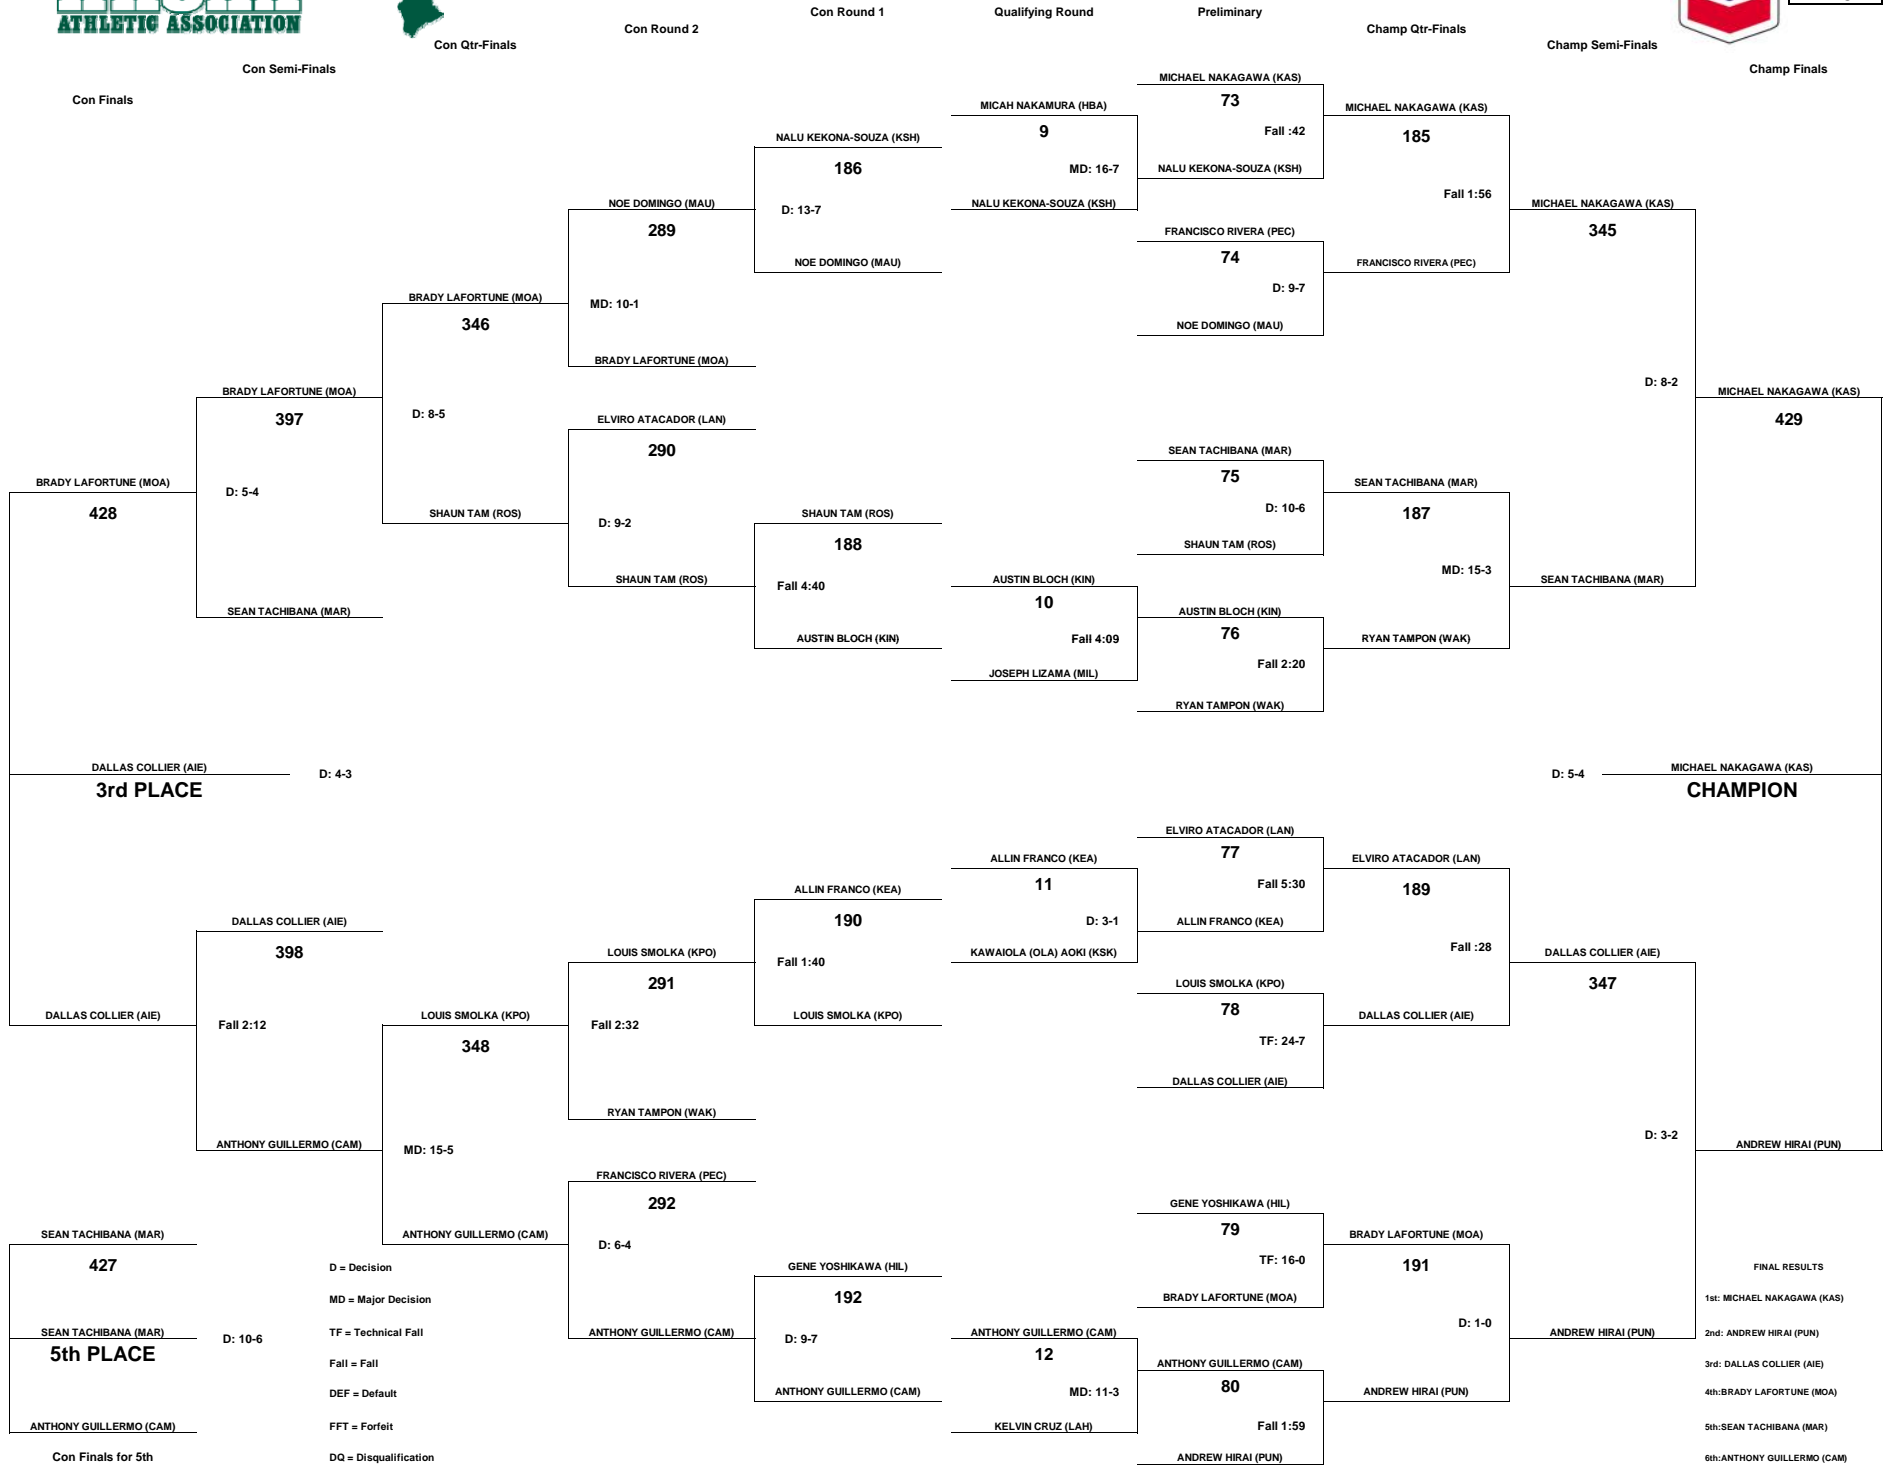 ATHLETIC ASSOCIATION
Con Finals
Con Semi-Finals
Con Qtr-Finals
Con Round 2
Con Round 1
Qualifying Round
Preliminary
Champ Qtr-Finals
Champ Semi-Finals
Champ Finals
MICHAEL NAKAGAWA (KAS)
73
Fall :42
NALU KEKONA-SOUZA (KSH)
MICAH NAKAMURA (HBA)
9
MD: 16-7
NALU KEKONA-SOUZA (KSH)
MICHAEL NAKAGAWA (KAS)
185
Fall 1:56
FRANCISCO RIVERA (PEC)
NALU KEKONA-SOUZA (KSH)
186
D: 13-7
NOE DOMINGO (MAU)
NOE DOMINGO (MAU)
289
MD: 10-1
BRADY LAFORTUNE (MOA)
FRANCISCO RIVERA (PEC)
74
D: 9-7
NOE DOMINGO (MAU)
MICHAEL NAKAGAWA (KAS)
345
D: 8-2
SEAN TACHIBANA (MAR)
BRADY LAFORTUNE (MOA)
346
D: 8-5
SHAUN TAM (ROS)
BRADY LAFORTUNE (MOA)
397
D: 5-4
SEAN TACHIBANA (MAR)
MICHAEL NAKAGAWA (KAS)
429
ELVIRO ATACADOR (LAN)
290
D: 9-2
SHAUN TAM (ROS)
SEAN TACHIBANA (MAR)
75
D: 10-6
SHAUN TAM (ROS)
BRADY LAFORTUNE (MOA)
428
SHAUN TAM (ROS)
188
Fall 4:40
AUSTIN BLOCH (KIN)
SEAN TACHIBANA (MAR)
187
MD: 15-3
RYAN TAMPON (WAK)
AUSTIN BLOCH (KIN)
10
Fall 4:09
JOSEPH LIZAMA (MIL)
AUSTIN BLOCH (KIN)
76
Fall 2:20
RYAN TAMPON (WAK)
DALLAS COLLIER (AIE)
D: 4-3
3rd PLACE
D: 5-4
MICHAEL NAKAGAWA (KAS)
CHAMPION
ELVIRO ATACADOR (LAN)
77
Fall 5:30
ALLIN FRANCO (KEA)
ALLIN FRANCO (KEA)
11
D: 3-1
KAWAIOLA (OLA) AOKI (KSK)
ELVIRO ATACADOR (LAN)
189
Fall :28
DALLAS COLLIER (AIE)
ALLIN FRANCO (KEA)
190
Fall 1:40
LOUIS SMOLKA (KPO)
DALLAS COLLIER (AIE)
398
Fall 2:12
ANTHONY GUILLERMO (CAM)
LOUIS SMOLKA (KPO)
291
Fall 2:32
RYAN TAMPON (WAK)
DALLAS COLLIER (AIE)
347
D: 3-2
ANDREW HIRAI (PUN)
LOUIS SMOLKA (KPO)
78
TF: 24-7
DALLAS COLLIER (AIE)
DALLAS COLLIER (AIE)
LOUIS SMOLKA (KPO)
348
MD: 15-5
ANTHONY GUILLERMO (CAM)
ANDREW HIRAI (PUN)
FRANCISCO RIVERA (PEC)
292
D: 6-4
ANTHONY GUILLERMO (CAM)
GENE YOSHIKAWA (HIL)
79
TF: 16-0
BRADY LAFORTUNE (MOA)
BRADY LAFORTUNE (MOA)
191
D: 1-0
ANDREW HIRAI (PUN)
GENE YOSHIKAWA (HIL)
192
D: 9-7
ANTHONY GUILLERMO (CAM)
ANTHONY GUILLERMO (CAM)
12
MD: 11-3
KELVIN CRUZ (LAH)
ANTHONY GUILLERMO (CAM)
80
Fall 1:59
ANDREW HIRAI (PUN)
SEAN TACHIBANA (MAR)
427
SEAN TACHIBANA (MAR)
D: 10-6
5th PLACE
ANTHONY GUILLERMO (CAM)
Con Finals for 5th
D = Decision
MD = Major Decision
TF = Technical Fall
Fall = Fall
DEF = Default
FFT = Forfeit
DQ = Disqualification
FINAL RESULTS
1st: MICHAEL NAKAGAWA (KAS)
2nd: ANDREW HIRAI (PUN)
3rd: DALLAS COLLIER (AIE)
4th:BRADY LAFORTUNE (MOA)
5th:SEAN TACHIBANA (MAR)
6th:ANTHONY GUILLERMO (CAM)